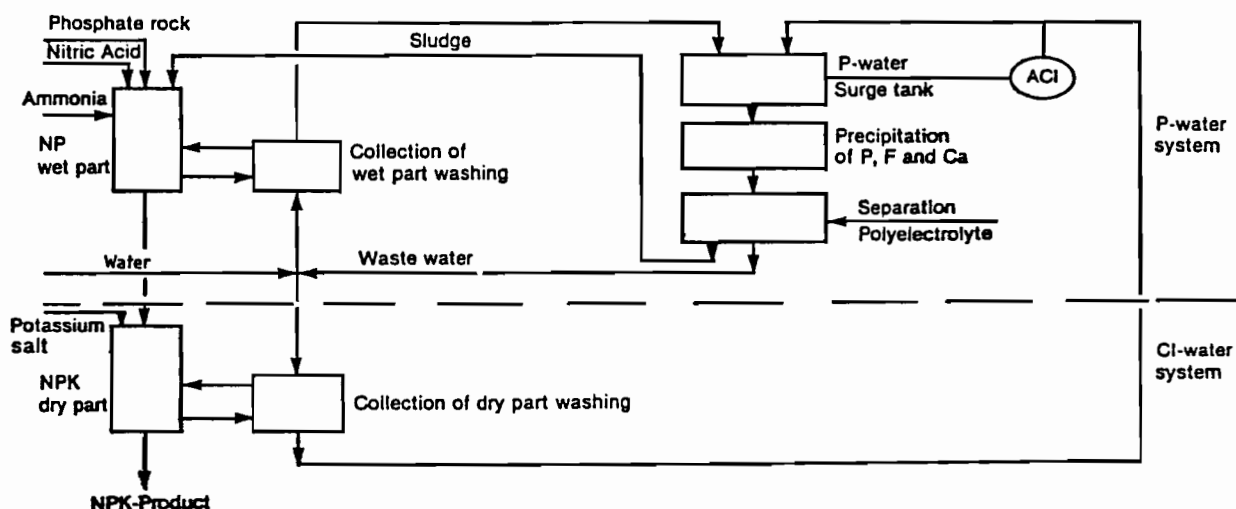 Phosphate rock
Nitric Acid
Ammonia
NP
wet part
Sludge
Collection of
wet part washing
P-water
Surge tank
ACI
Precipitation
of P, F and Ca
Separation
Polyelectrolyte
P-water
system
Water
Waste water
Potassium
salt
NPK
dry part
Collection of dry part washing
Cl-water
system
NPK-Product